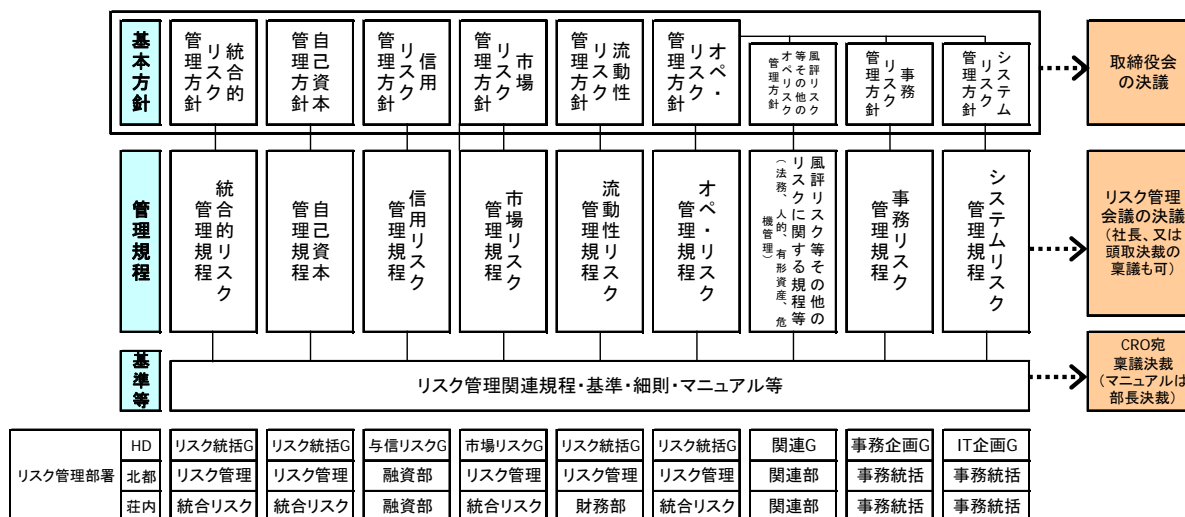 基本方針
統合的
リスク
管理方針
自己資本
管理方針
信用
リスク
管理方針
市場
リスク
管理方針
流動性
リスク
管理方針
オペ・
リスク
管理方針
風評リスク
等その他の
オペリスク
管理方針
事務
リスク
管理方針
システム
リスク
管理方針
取締役会
の決議
管理規程
統合的リスク
管理規程
自己資本
管理規程
信用リスク
管理規程
市場リスク
管理規程
流動性リスク
管理規程
オペ・リスク
管理規程
風評リスク等その他の
リスクに関する規程等
(法務、人的、有形資産、危
機管理)
事務リスク
管理規程
システムリスク
管理規程
リスク管理
会議の決議
(社長、又は
頭取決裁の
稟議も可)
基準等
リスク管理関連規程・基準・細則・マニュアル等
CRO宛
稟議決裁
(マニュアルは
部長決裁)
リスク管理部署
HD リスク統括G リスク統括G 与信リスクG 市場リスクG リスク統括G リスク統括G 関連G 事務企画G IT企画G
北都 リスク管理 リスク管理 融資部 リスク管理 リスク管理 リスク管理 関連部 事務統括 事務統括
荘内 統合リスク 統合リスク 融資部 統合リスク 財務部 統合リスク 関連部 事務統括 事務統括